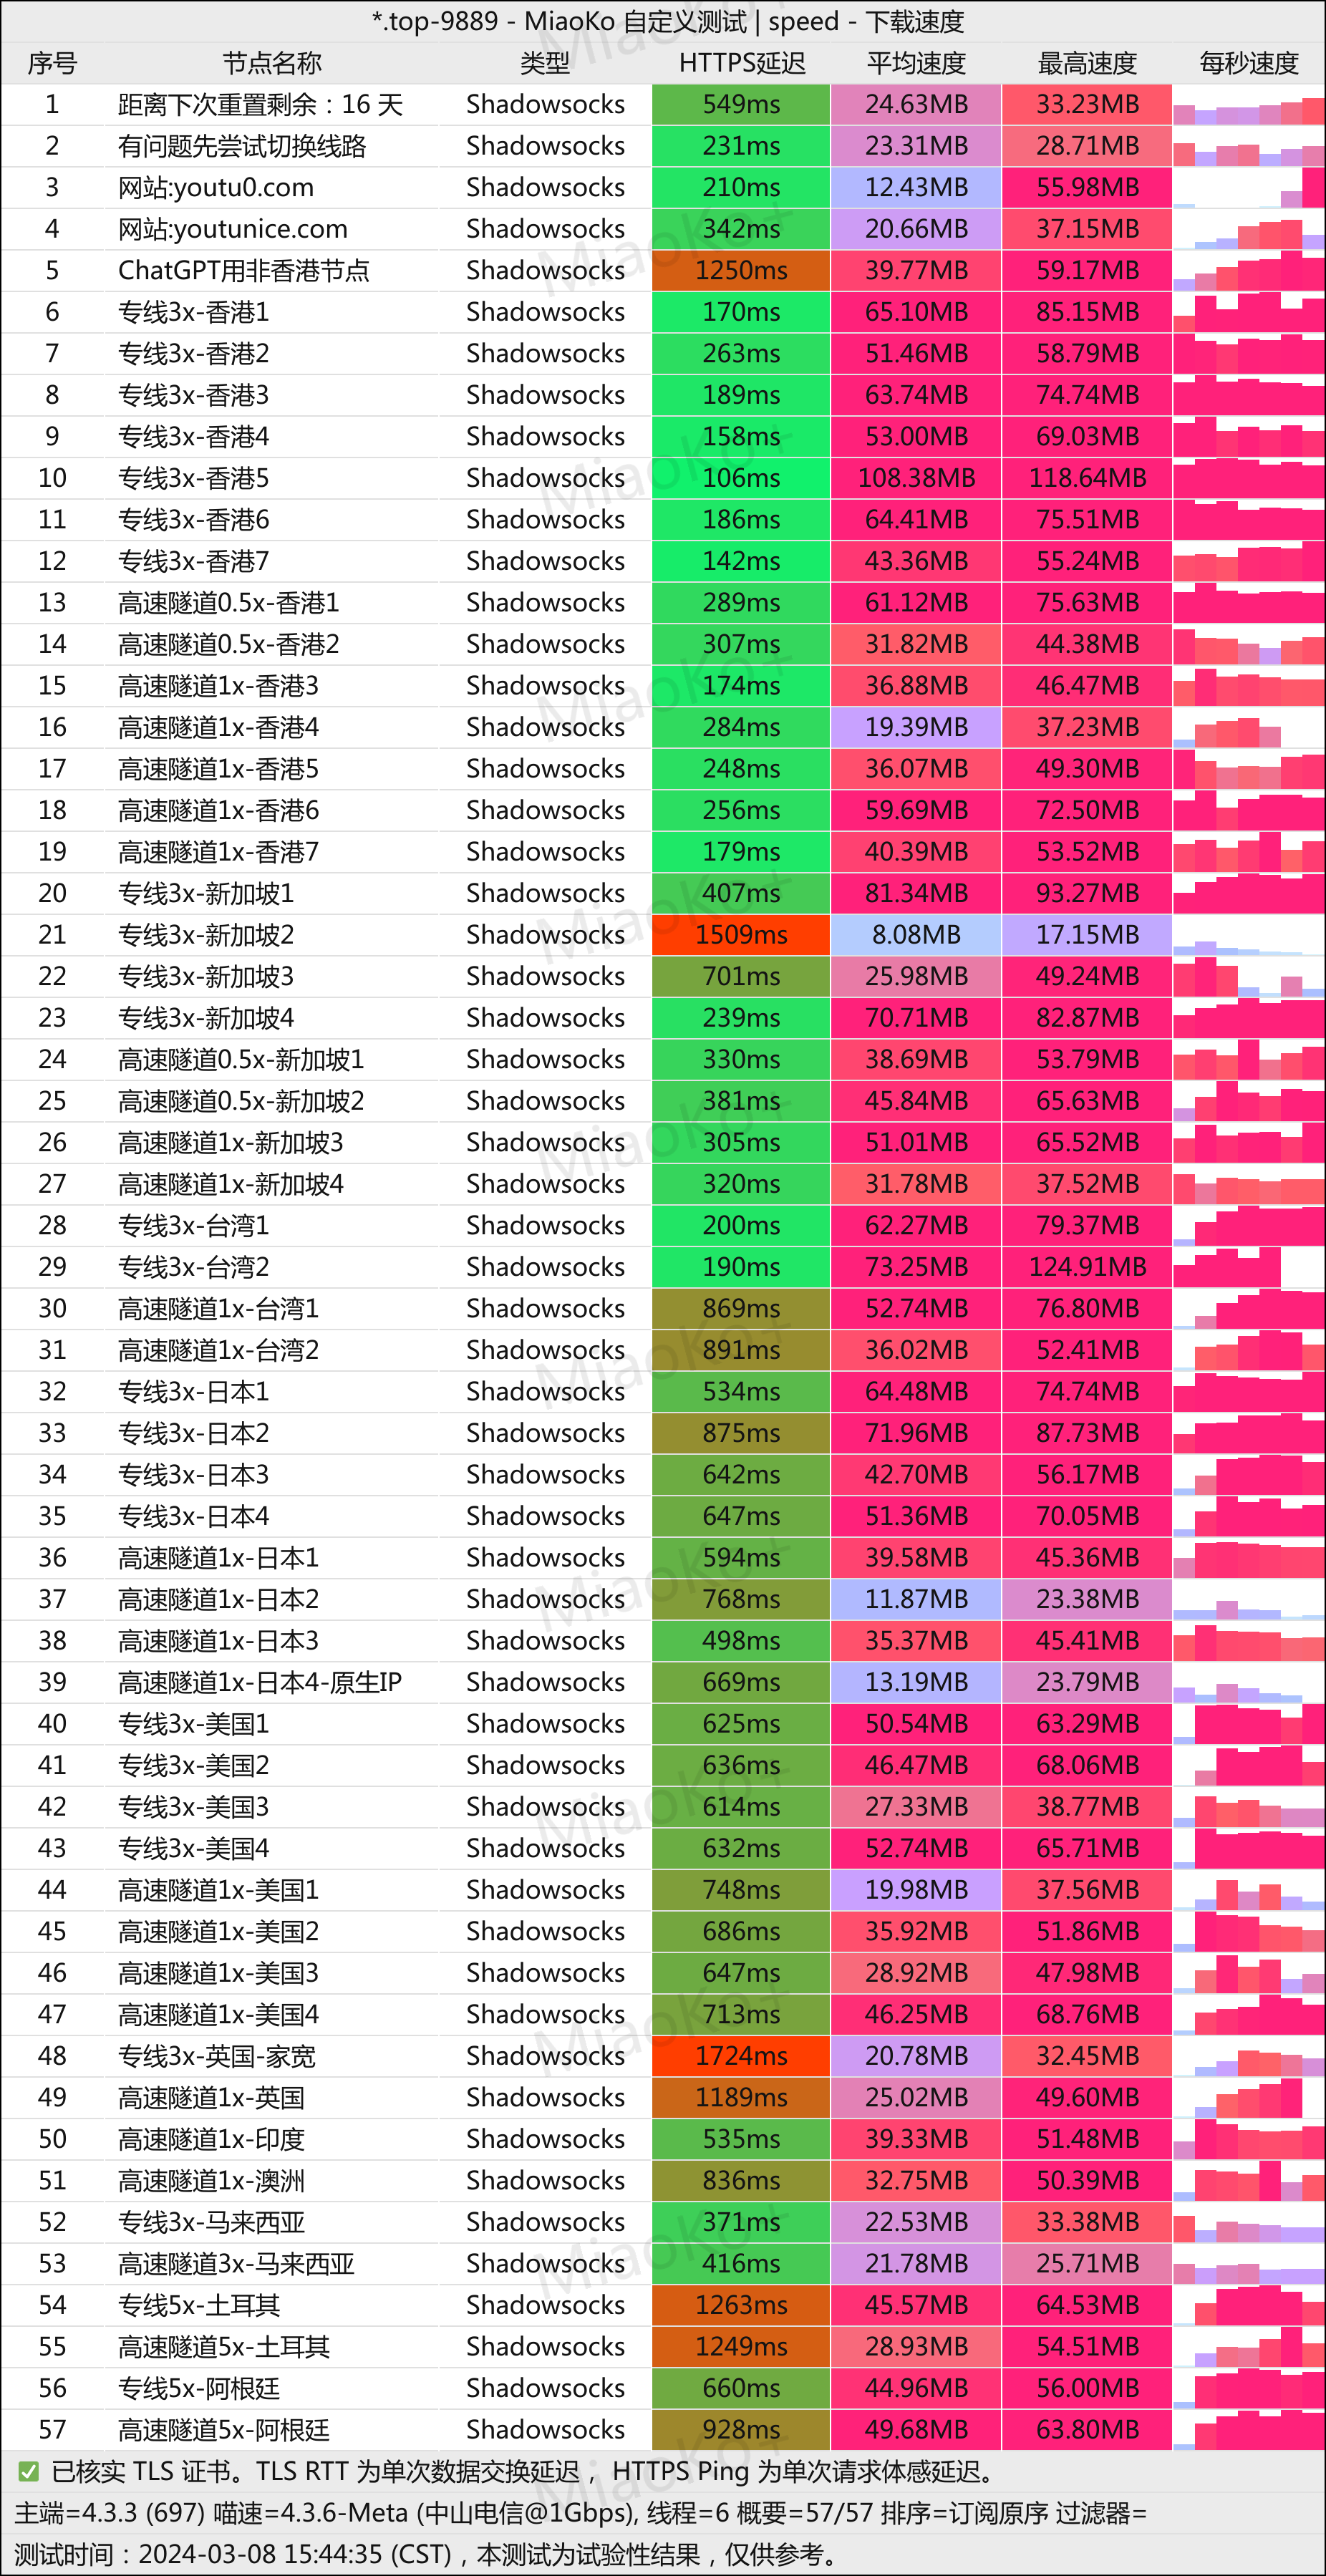 *.top-9889 - MiaoKo 自定义测试 | speed - 下载速度
序号 节点名称 类型 HTTPS延迟 平均速度 最高速度 每秒速度
1 距离下次重置剩余：16 天 Shadowsocks 549ms 24.63MB 33.23MB
2 有问题先尝试切换线路 Shadowsocks 231ms 23.31MB 28.71MB
3 网站:youtu0.com Shadowsocks 210ms 12.43MB 55.98MB
4 网站:youtunice.com Shadowsocks 342ms 20.66MB 37.15MB
5 ChatGPT用非香港节点 Shadowsocks 1250ms 39.77MB 59.17MB
6 专线3x-香港1 Shadowsocks 170ms 65.10MB 85.15MB
7 专线3x-香港2 Shadowsocks 263ms 51.46MB 58.79MB
8 专线3x-香港3 Shadowsocks 189ms 63.74MB 74.74MB
9 专线3x-香港4 Shadowsocks 158ms 53.00MB 69.03MB
10 专线3x-香港5 Shadowsocks 106ms 108.38MB 118.64MB
11 专线3x-香港6 Shadowsocks 186ms 64.41MB 75.51MB
12 专线3x-香港7 Shadowsocks 142ms 43.36MB 55.24MB
13 高速隧道0.5x-香港1 Shadowsocks 289ms 61.12MB 75.63MB
14 高速隧道0.5x-香港2 Shadowsocks 307ms 31.82MB 44.38MB
15 高速隧道1x-香港3 Shadowsocks 174ms 36.88MB 46.47MB
16 高速隧道1x-香港4 Shadowsocks 284ms 19.39MB 37.23MB
17 高速隧道1x-香港5 Shadowsocks 248ms 36.07MB 49.30MB
18 高速隧道1x-香港6 Shadowsocks 256ms 59.69MB 72.50MB
19 高速隧道1x-香港7 Shadowsocks 179ms 40.39MB 53.52MB
20 专线3x-新加坡1 Shadowsocks 407ms 81.34MB 93.27MB
21 专线3x-新加坡2 Shadowsocks 1509ms 8.08MB 17.15MB
22 专线3x-新加坡3 Shadowsocks 701ms 25.98MB 49.24MB
23 专线3x-新加坡4 Shadowsocks 239ms 70.71MB 82.87MB
24 高速隧道0.5x-新加坡1 Shadowsocks 330ms 38.69MB 53.79MB
25 高速隧道0.5x-新加坡2 Shadowsocks 381ms 45.84MB 65.63MB
26 高速隧道1x-新加坡3 Shadowsocks 305ms 51.01MB 65.52MB
27 高速隧道1x-新加坡4 Shadowsocks 320ms 31.78MB 37.52MB
28 专线3x-台湾1 Shadowsocks 200ms 62.27MB 79.37MB
29 专线3x-台湾2 Shadowsocks 190ms 73.25MB 124.91MB
30 高速隧道1x-台湾1 Shadowsocks 869ms 52.74MB 76.80MB
31 高速隧道1x-台湾2 Shadowsocks 891ms 36.02MB 52.41MB
32 专线3x-日本1 Shadowsocks 534ms 64.48MB 74.74MB
33 专线3x-日本2 Shadowsocks 875ms 71.96MB 87.73MB
34 专线3x-日本3 Shadowsocks 642ms 42.70MB 56.17MB
35 专线3x-日本4 Shadowsocks 647ms 51.36MB 70.05MB
36 高速隧道1x-日本1 Shadowsocks 594ms 39.58MB 45.36MB
37 高速隧道1x-日本2 Shadowsocks 768ms 11.87MB 23.38MB
38 高速隧道1x-日本3 Shadowsocks 498ms 35.37MB 45.41MB
39 高速隧道1x-日本4-原生IP Shadowsocks 669ms 13.19MB 23.79MB
40 专线3x-美国1 Shadowsocks 625ms 50.54MB 63.29MB
41 专线3x-美国2 Shadowsocks 636ms 46.47MB 68.06MB
42 专线3x-美国3 Shadowsocks 614ms 27.33MB 38.77MB
43 专线3x-美国4 Shadowsocks 632ms 52.74MB 65.71MB
44 高速隧道1x-美国1 Shadowsocks 748ms 19.98MB 37.56MB
45 高速隧道1x-美国2 Shadowsocks 686ms 35.92MB 51.86MB
46 高速隧道1x-美国3 Shadowsocks 647ms 28.92MB 47.98MB
47 高速隧道1x-美国4 Shadowsocks 713ms 46.25MB 68.76MB
48 专线3x-英国-家宽 Shadowsocks 1724ms 20.78MB 32.45MB
49 高速隧道1x-英国 Shadowsocks 1189ms 25.02MB 49.60MB
50 高速隧道1x-印度 Shadowsocks 535ms 39.33MB 51.48MB
51 高速隧道1x-澳洲 Shadowsocks 836ms 32.75MB 50.39MB
52 专线3x-马来西亚 Shadowsocks 371ms 22.53MB 33.38MB
53 高速隧道3x-马来西亚 Shadowsocks 416ms 21.78MB 25.71MB
54 专线5x-土耳其 Shadowsocks 1263ms 45.57MB 64.53MB
55 高速隧道5x-土耳其 Shadowsocks 1249ms 28.93MB 54.51MB
56 专线5x-阿根廷 Shadowsocks 660ms 44.96MB 56.00MB
57 高速隧道5x-阿根廷 Shadowsocks 928ms 49.68MB 63.80MB
✅ 已核实 TLS 证书。TLS RTT 为单次数据交换延迟， HTTPS Ping 为单次请求体感延迟。
主端=4.3.3 (697) 喵速=4.3.6-Meta (中山电信@1Gbps), 线程=6 概要=57/57 排序=订阅原序 过滤器=
测试时间：2024-03-08 15:44:35 (CST)，本测试为试验性结果，仅供参考。